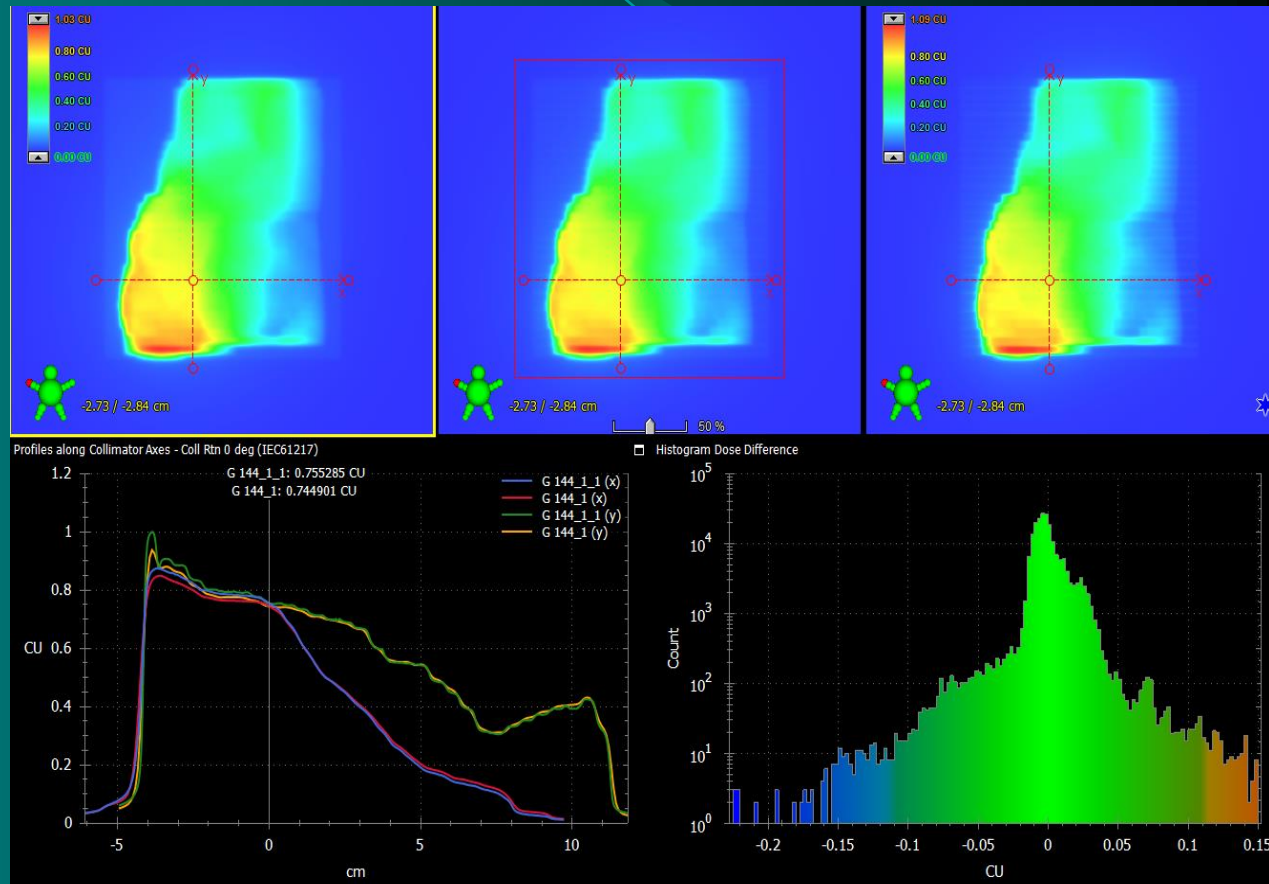 1.03 CU
0.80 CU
0.60 CU
0.40 CU
0.20 CU
0.00 CU
y
-2.73 / -2.84 cm
y
-2.73 / -2.84 cm
50 %
1.09 CU
0.80 CU
0.60 CU
0.40 CU
0.20 CU
0.00 CU
y
-2.73 / -2.84 cm
Profiles along Collimator Axes - Coll Rtn 0 deg (IEC61217)
G 144_1_1: 0.755285 CU
G 144_1: 0.744901 CU
G 144_1_1 (x)
G 144_1 (x)
G 144_1_1 (y)
G 144_1 (y)
1.2
1
0.8
CU 0.6
0.4
0.2
0
-5 0 5 10
cm
Histogram Dose Difference
10^5
10^4
10^3
Count
10^2
10^1
10^0
-0.2 -0.15 -0.1 -0.05 0 0.05 0.1 0.15
CU